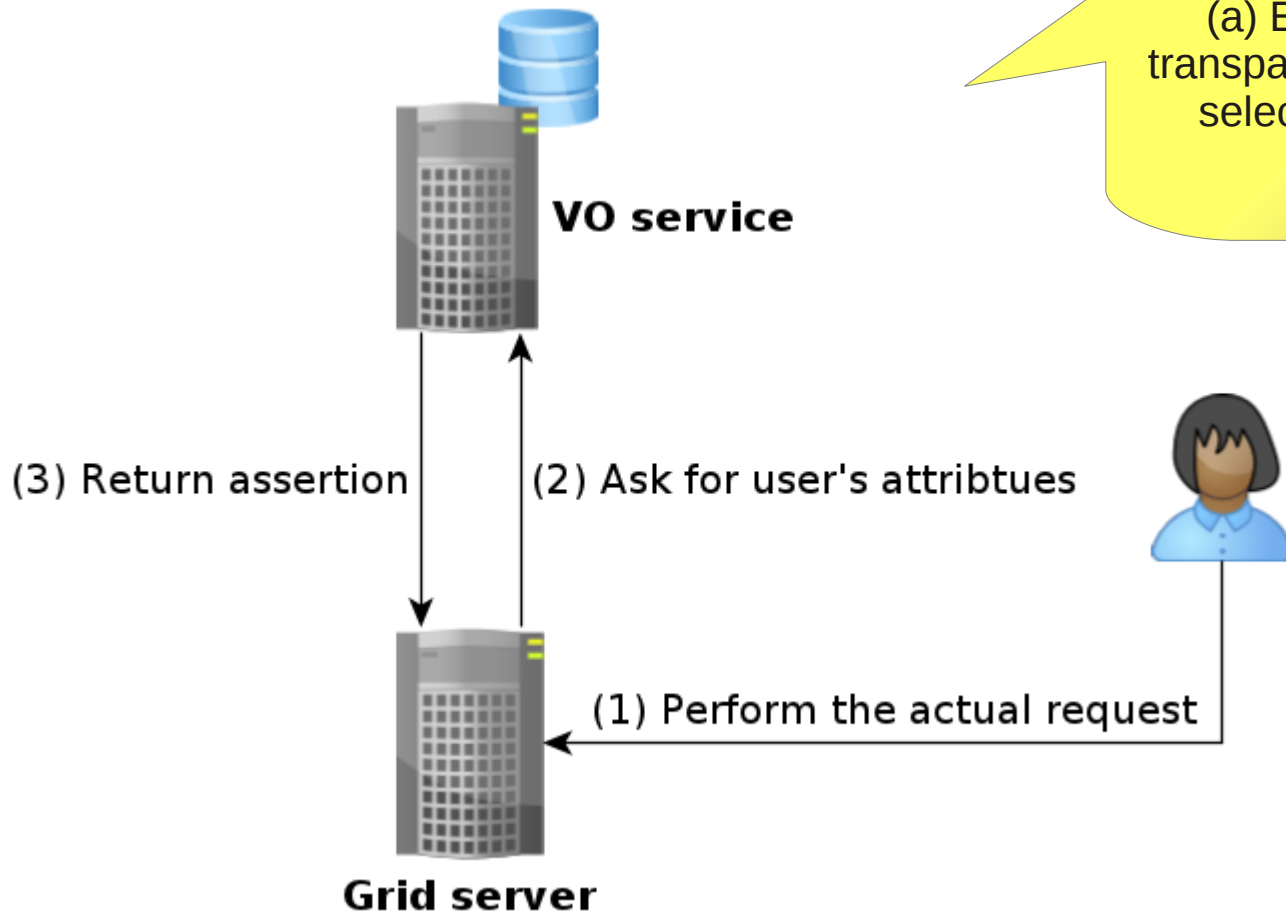 (a)
transpa
selec
VO service
(3) Return assertion
(2) Ask for user's attribtues
(1) Perform the actual request
Grid server